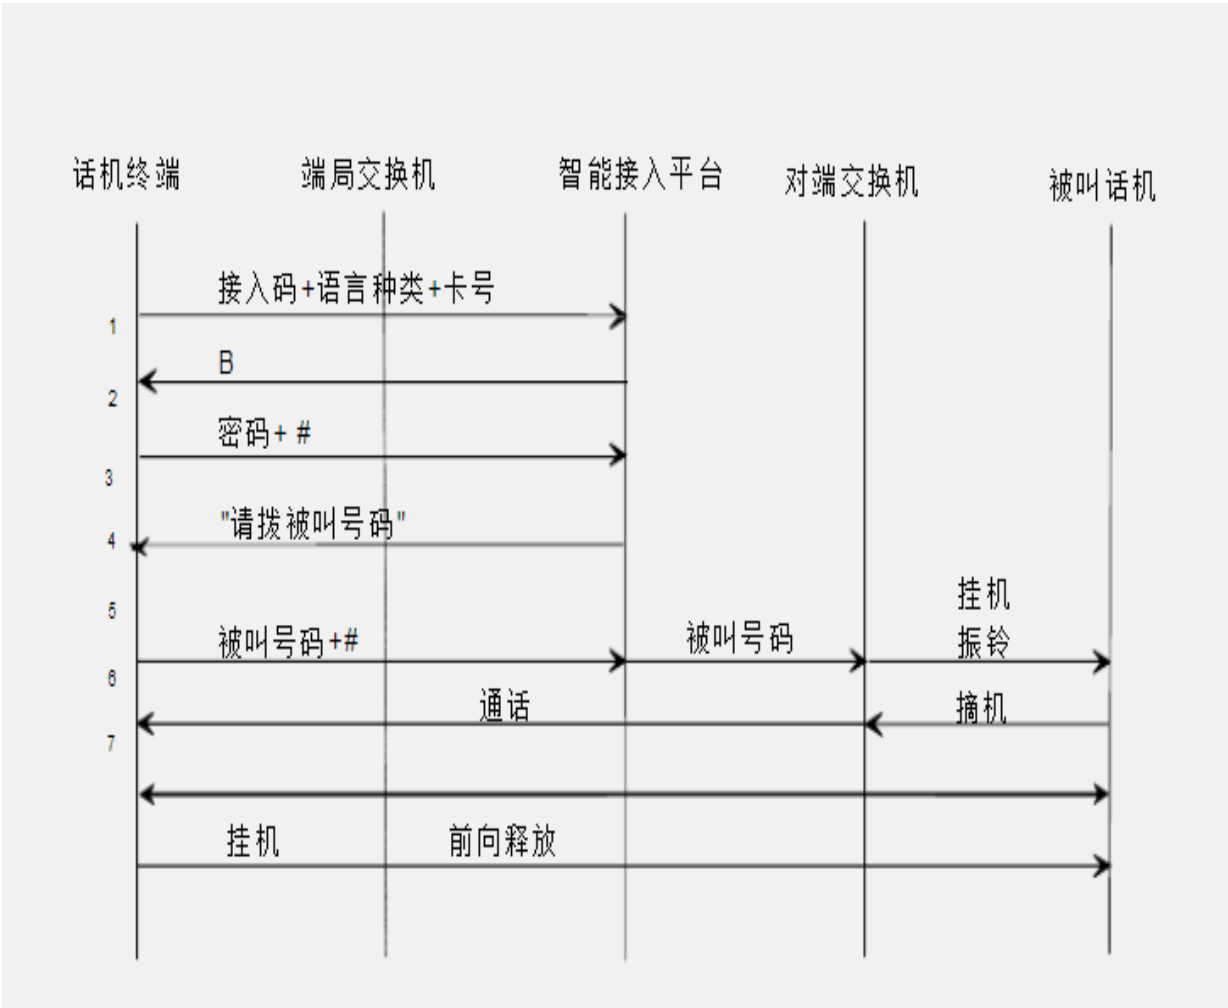 话机终端
端局交换机
智能接入平台
对端交换机
被叫话机
接入码+语言种类+卡号
1
B
2
密码+ #
3
"请拨被叫号码"
4
5
挂机
振铃
被叫号码+#
被叫号码
6
通话
摘机
7
挂机
前向释放